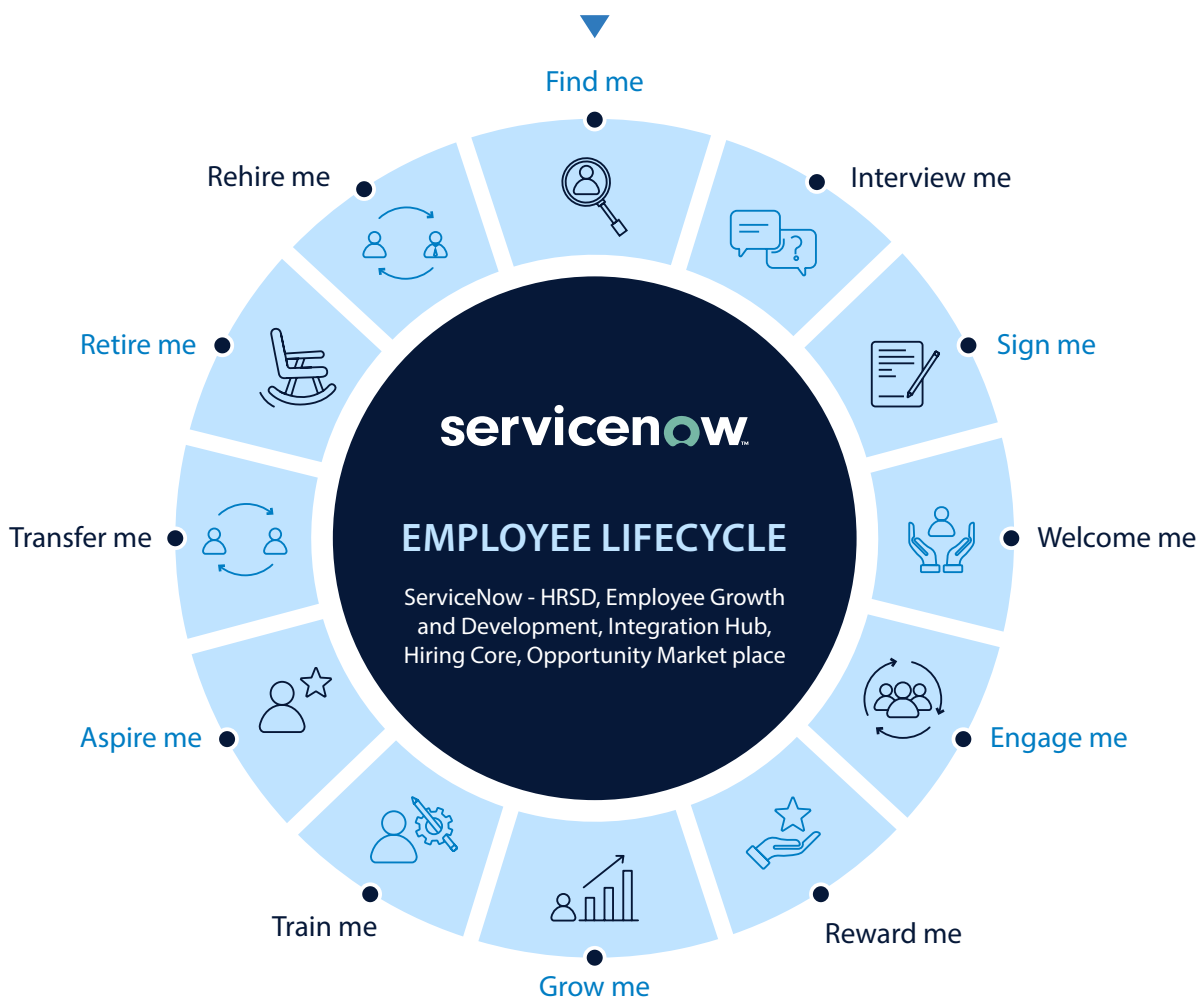 Find me
Interview me
Sign me
Welcome me
Engage me
Reward me
Grow me
Train me
Aspire me
Transfer me
Retire me
Rehire me
?
servicenow™
EMPLOYEE LIFECYCLE
ServiceNow - HRSD, Employee Growth
and Development, Integration Hub,
Hiring Core, Opportunity Market place